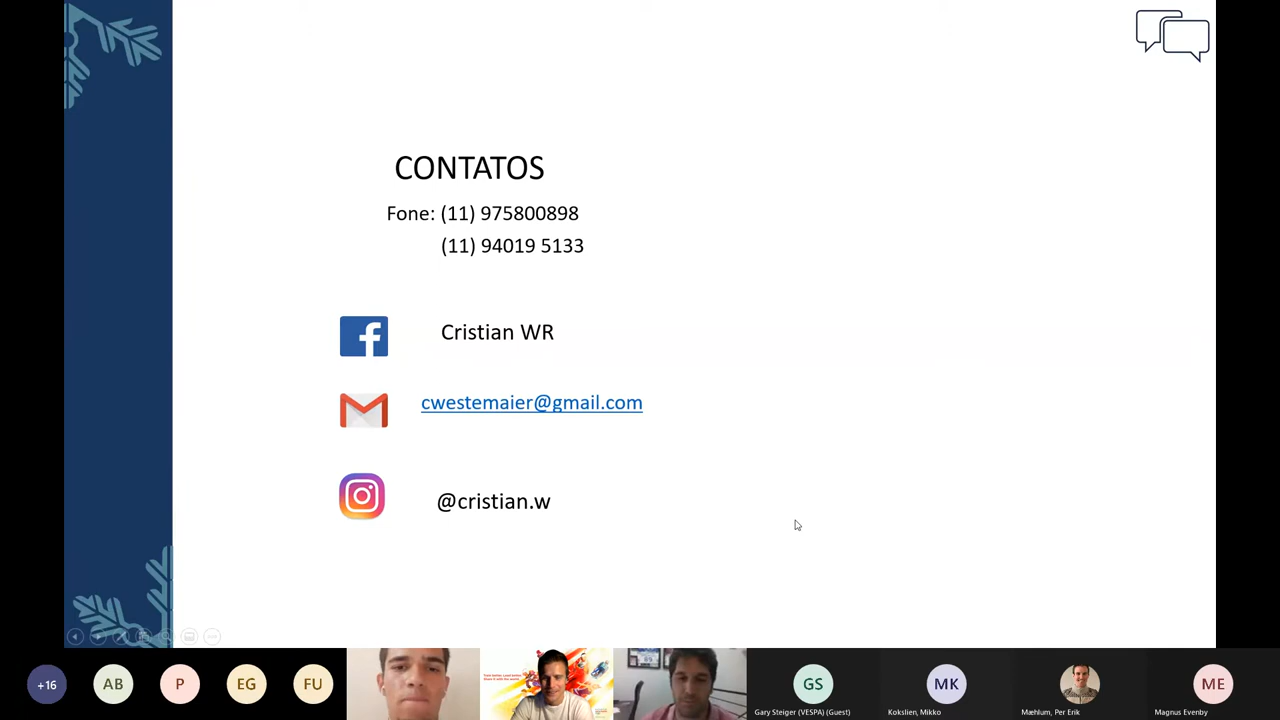 CONTATOS
Fone: (11) 975800898
(11) 94019 5133
Cristian WR
cwestemaier@gmail.com
@cristian.w
+16
AB
P
EG
FU
GS
Gary Steiger (VESPA) (Guest)
MK
Kokslien, Mikko
Mæhlum, Per Erik
ME
Magnus Evenby